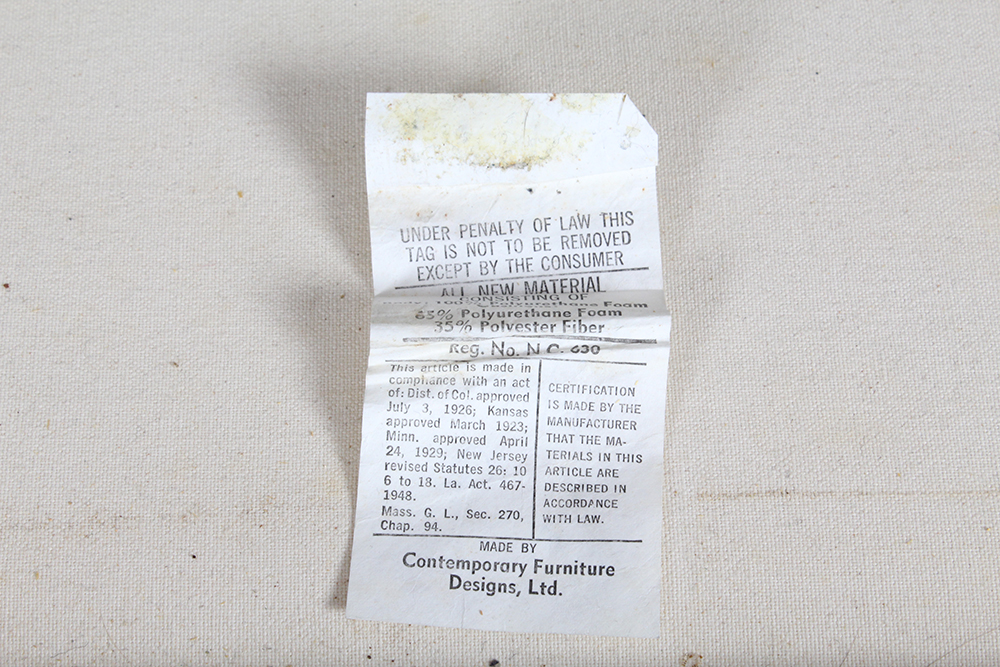 UNDER PENALTY OF LAW THIS
TAG IS NOT TO BE REMOVED
EXCEPT BY THE CONSUMER
ALL NEW MATERIAL
CONSISTING OF
100% Polyurethane Foam
65% Polyurethane Foam
35% Polyester Fiber
Reg. No. N.C. 630
This article is made in
compliance with an act
of: Dist. of Col. approved
July 3, 1926; Kansas
approved March 1923;
Minn. approved April
24, 1929; New Jersey
revised Statutes 26: 10
6 to 18. La. Act. 467-
1948.
Mass. G. L., Sec. 270,
Chap. 94.
CERTIFICATION
IS MADE BY THE
MANUFACTURER
THAT THE MA-
TERIALS IN THIS
ARTICLE ARE
DESCRIBED IN
ACCORDANCE
WITH LAW.
MADE BY
Contemporary Furniture
Designs, Ltd.